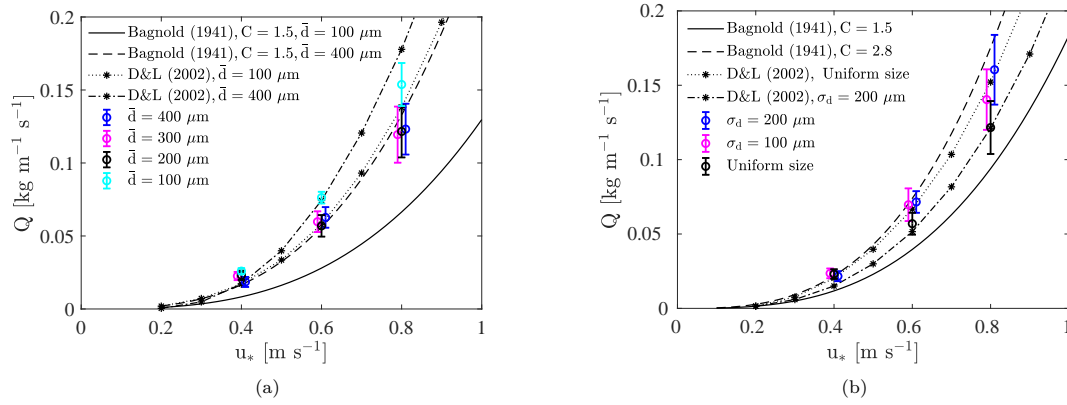 Bagnold (1941), C = 1.5, d̄ = 100 μm
Bagnold (1941), C = 1.5, d̄ = 400 μm
D&L (2002), d̄ = 100 μm
D&L (2002), d̄ = 400 μm
d̄ = 400 μm
d̄ = 300 μm
d̄ = 200 μm
d̄ = 100 μm
Q [kg m⁻¹ s⁻¹]
0.2
0.15
0.1
0.05
0
0 0.2 0.4 0.6 0.8 1
u* [m s⁻¹]
(a)
Bagnold (1941), C = 1.5
Bagnold (1941), C = 2.8
D&L (2002), Uniform size
D&L (2002), σd = 200 μm
σd = 200 μm
σd = 100 μm
Uniform size
Q [kg m⁻¹ s⁻¹]
0.2
0.15
0.1
0.05
0
0 0.2 0.4 0.6 0.8 1
u* [m s⁻¹]
(b)